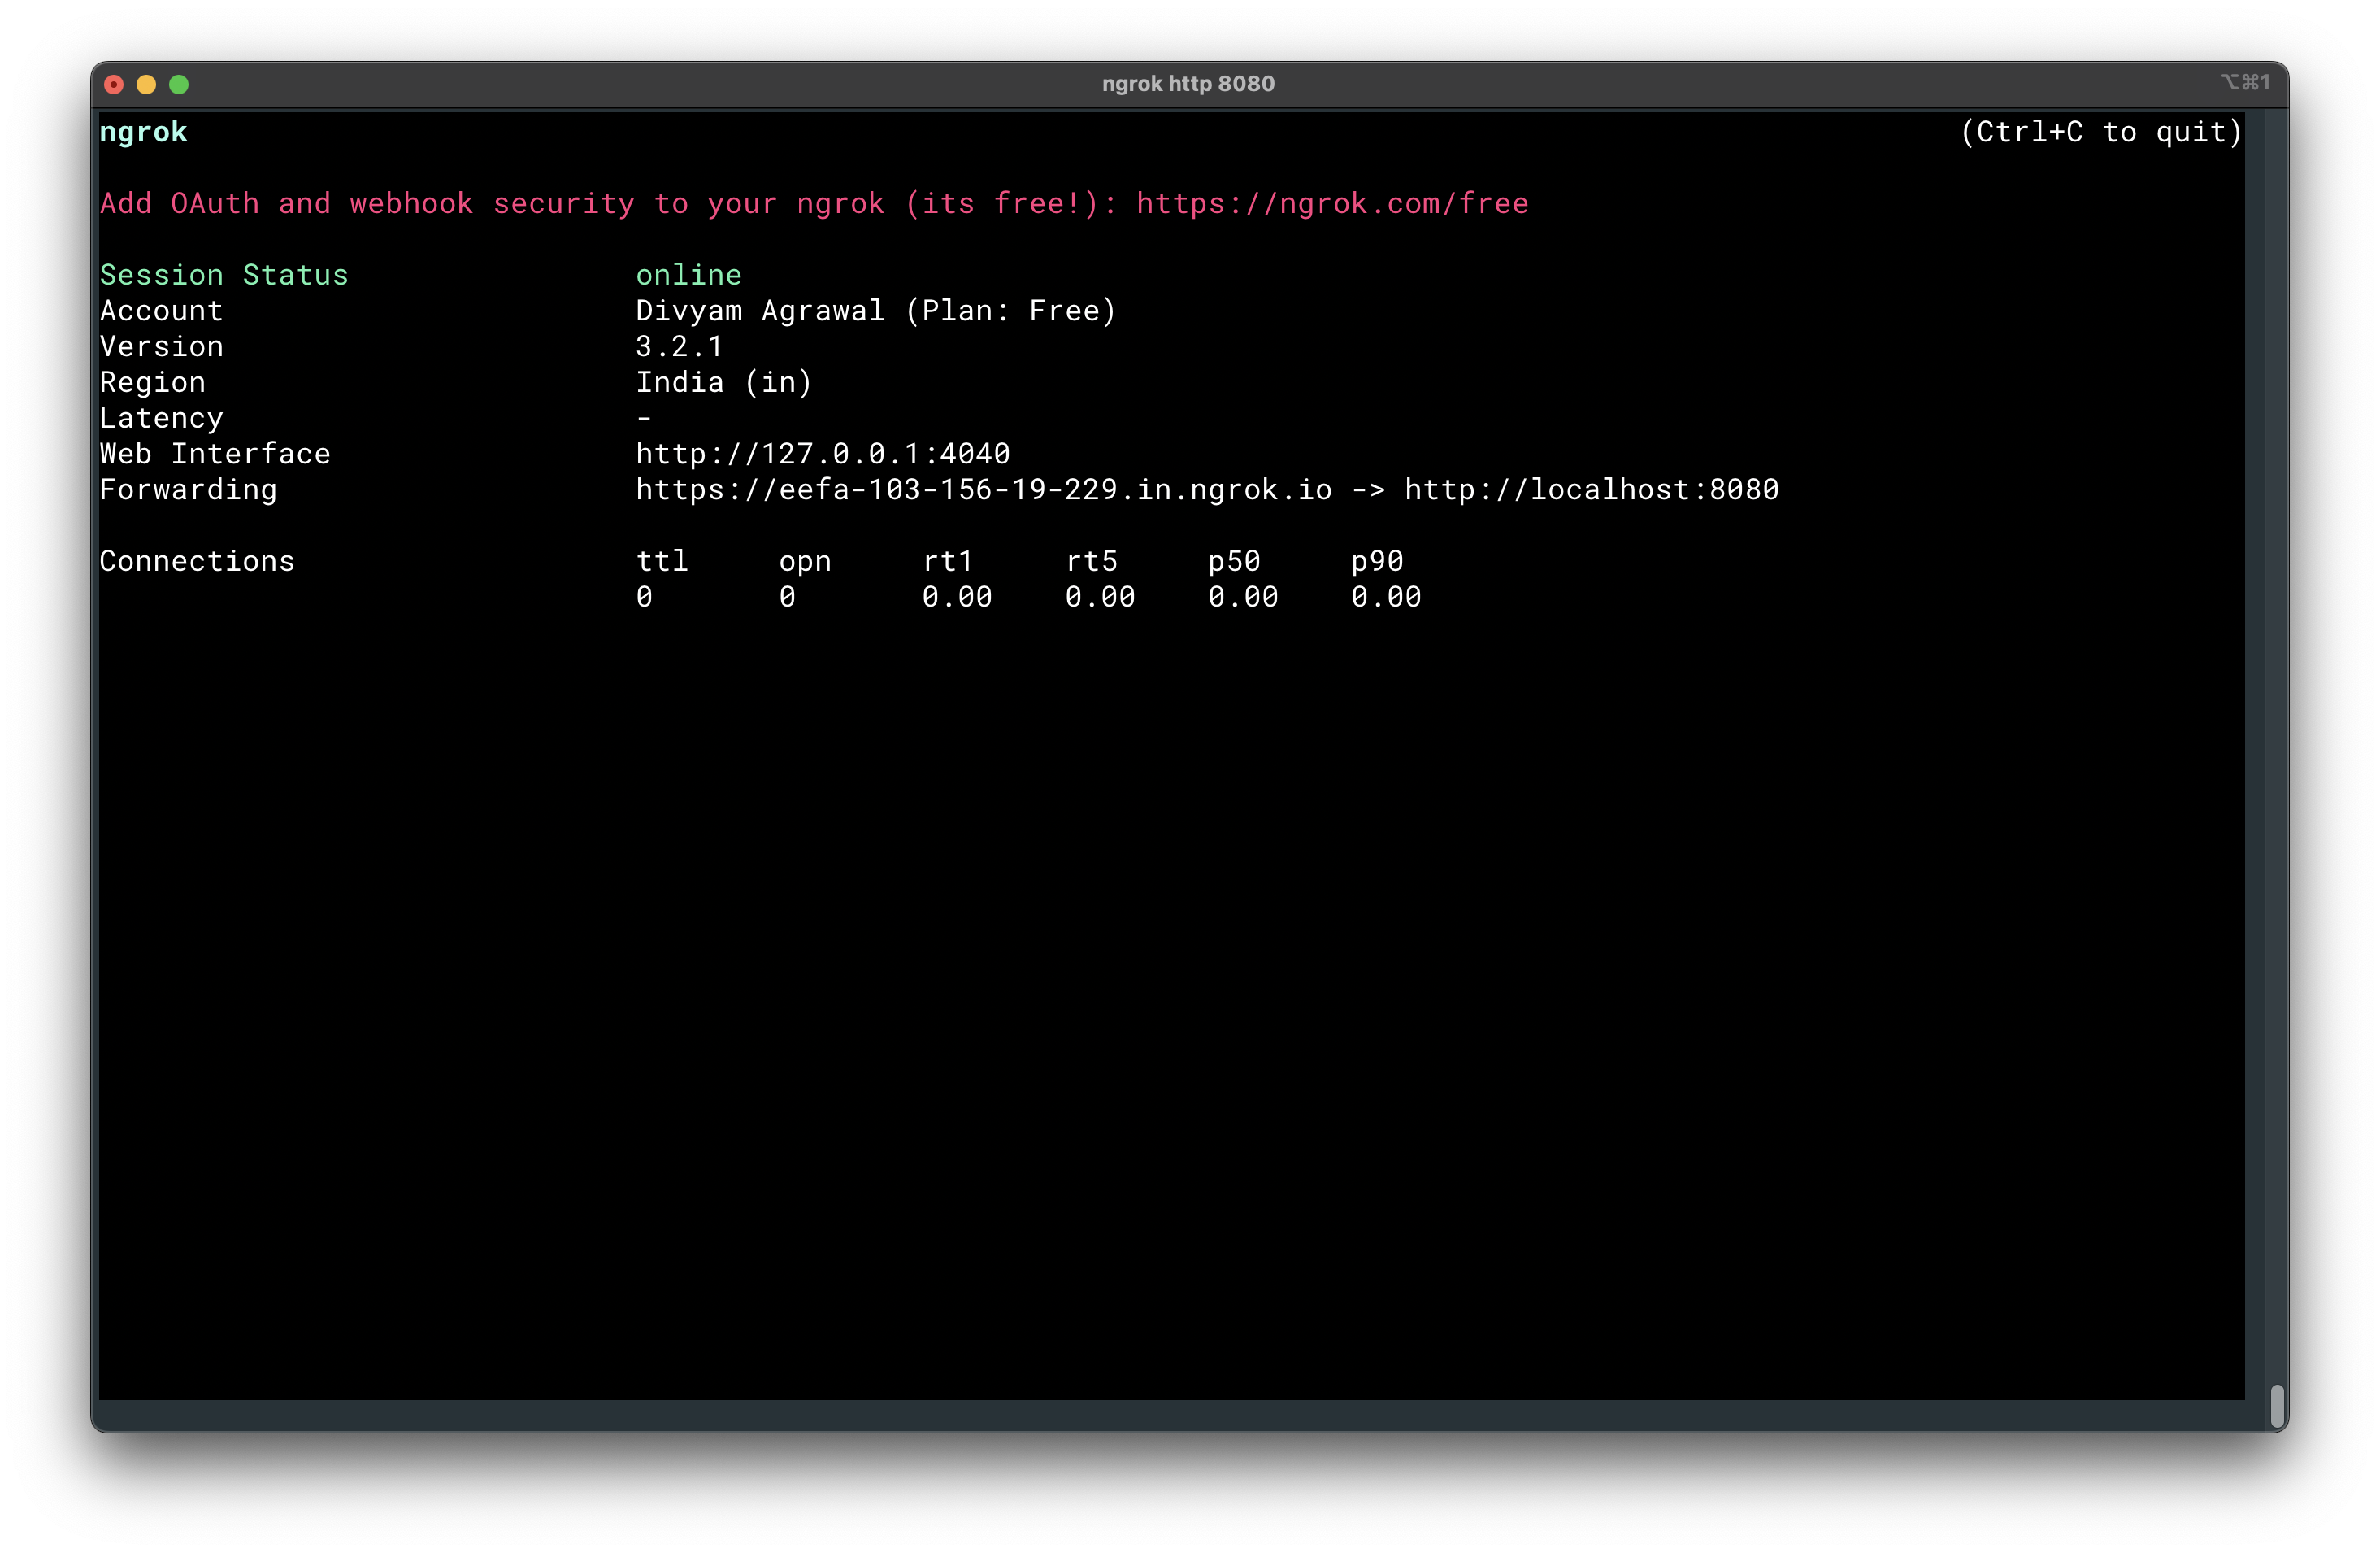 ngrok http 8080
⌥⌘1
ngrok (Ctrl+C to quit)
Add OAuth and webhook security to your ngrok (its free!): https://ngrok.com/free
Session Status online
Account Divyam Agrawal (Plan: Free)
Version 3.2.1
Region India (in)
Latency -
Web Interface http://127.0.0.1:4040
Forwarding https://eefa-103-156-19-229.in.ngrok.io -> http://localhost:8080
Connections ttl opn rt1 rt5 p50 p90
0 0 0.00 0.00 0.00 0.00